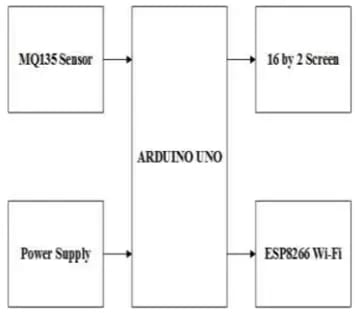 MQ135 Sensor
16 by 2 Screen
ARDUINO UNO
Power Supply
ESP8266 Wi-Fi